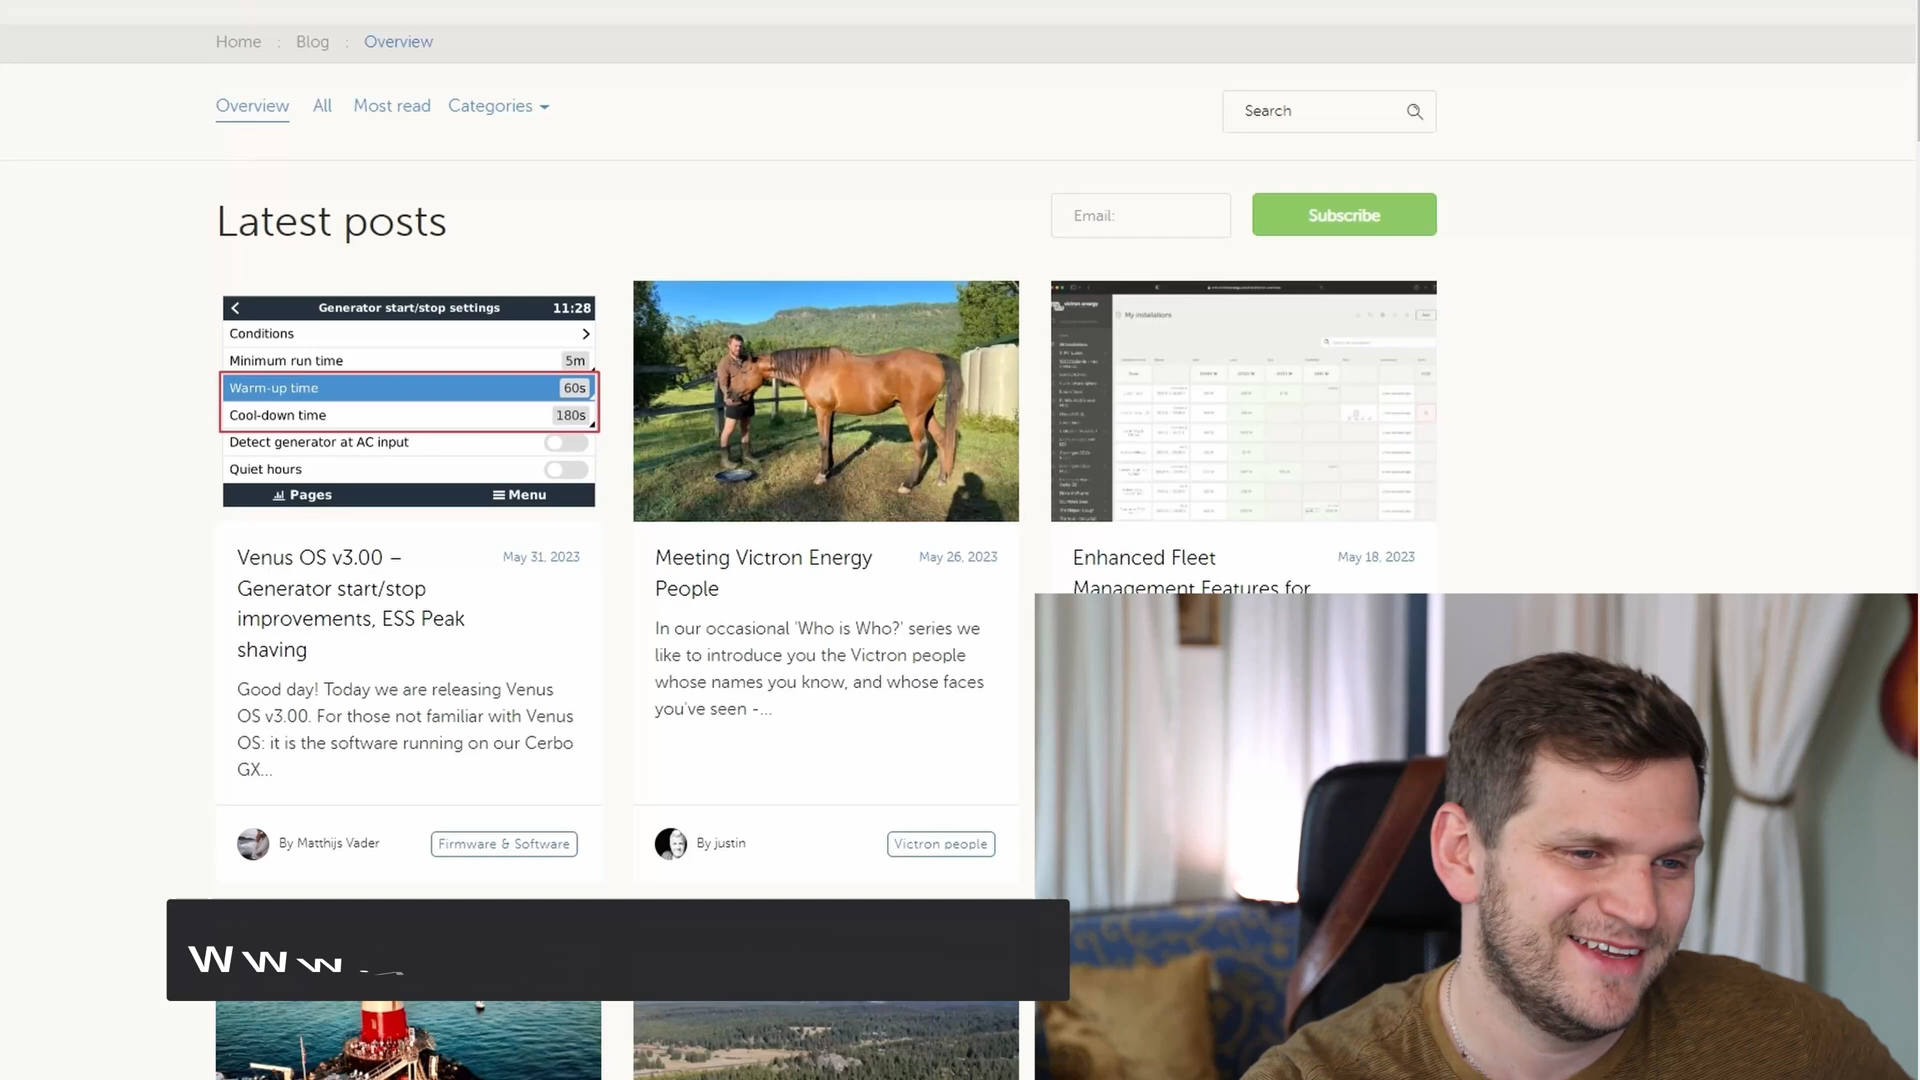 Home : Blog : Overview
Overview All Most read Categories
Search
Latest posts
Email:
Subscribe
Generator start/stop settings 11:28
Conditions
Minimum run time 5m
Warm-up time 60s
Cool-down time 180s
Detect generator at AC input
Quiet hours
Pages Menu
victron energy
My installations
Venus OS v3.00 –
Generator start/stop
improvements, ESS Peak
shaving
May 31, 2023
Good day! Today we are releasing Venus
OS v3.00. For those not familiar with Venus
OS: it is the software running on our Cerbo
GX...
By Matthijs Vader
Firmware & Software
Meeting Victron Energy
People
May 26, 2023
In our occasional 'Who is Who?' series we
like to introduce you the Victron people
whose names you know, and whose faces
you've seen -...
By justin
Victron people
Enhanced Fleet
Management Features for
May 18, 2023
www.